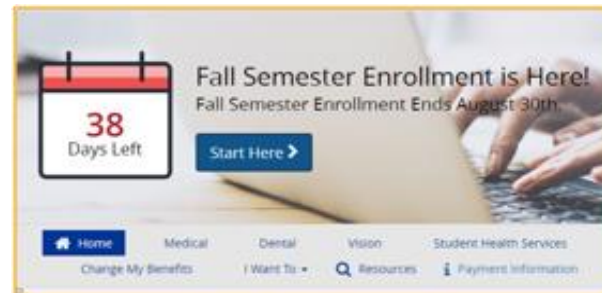 Fall Semester Enrollment is Here!
Fall Semester Enrollment Ends August 30th
38
Days Left
Start Here
Home Medical Dental Vision Student Health Services
Change My Benefits I Want To Resources Payment Information